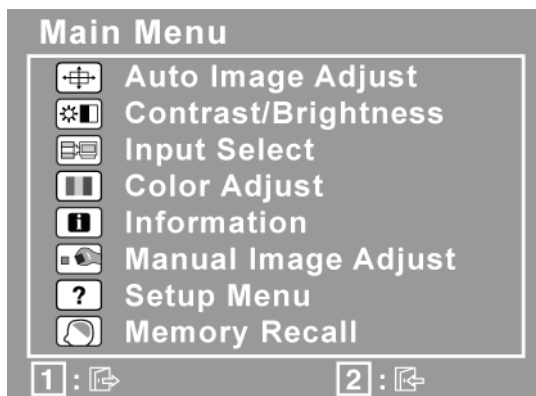 Main Menu
Auto Image Adjust
Contrast/Brightness
Input Select
Color Adjust
i Information
Manual Image Adjust
? Setup Menu
Memory Recall
1 : 2 :